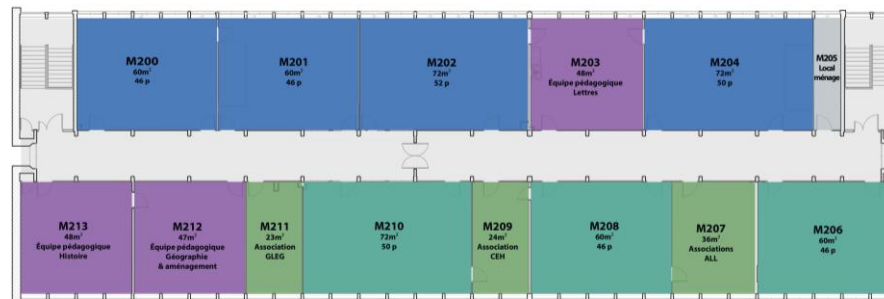 M200
60m²
46 p
M201
60m²
46 p
M202
72m²
52 p
M203
48m²
Équipe pédagogique
Lettres
M204
72m²
50 p
M205
Local
ménage
M213
48m²
Équipe pédagogique
Histoire
M212
47m²
Équipe pédagogique
Géographie
& aménagement
M211
23m²
Association
GLEG
M210
72m²
50 p
M209
24m²
Association
CEH
M208
60m²
46 p
M207
36m²
Associations
ALL
M206
60m²
46 p